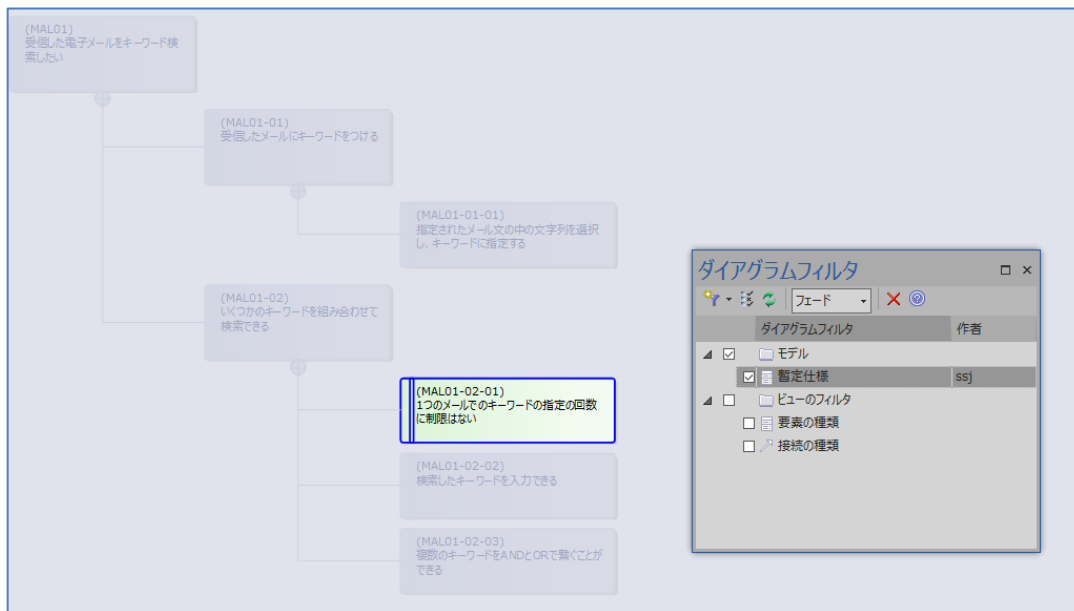 (MAL01)
受信した電子メールをキーワード検
索したい
(MAL01-01)
受信したメールにキーワードをつける
(MAL01-01-01)
指定されたメール文の中の文字列を選択
し、キーワードに指定する
(MAL01-02)
いくつかのキーワードを組み合わせて
検索できる
(MAL01-02-01)
1つのメールでのキーワードの指定の回数
に制限はない
(MAL01-02-02)
検索したキーワードを入力できる
(MAL01-02-03)
複数のキーワードをANDとORで繋ぐことが
できる
ダイアグラムフィルタ
フェード
ダイアグラムフィルタ 作者
モデル
暫定仕様 ssj
ビューのフィルタ
要素の種類
接続の種類